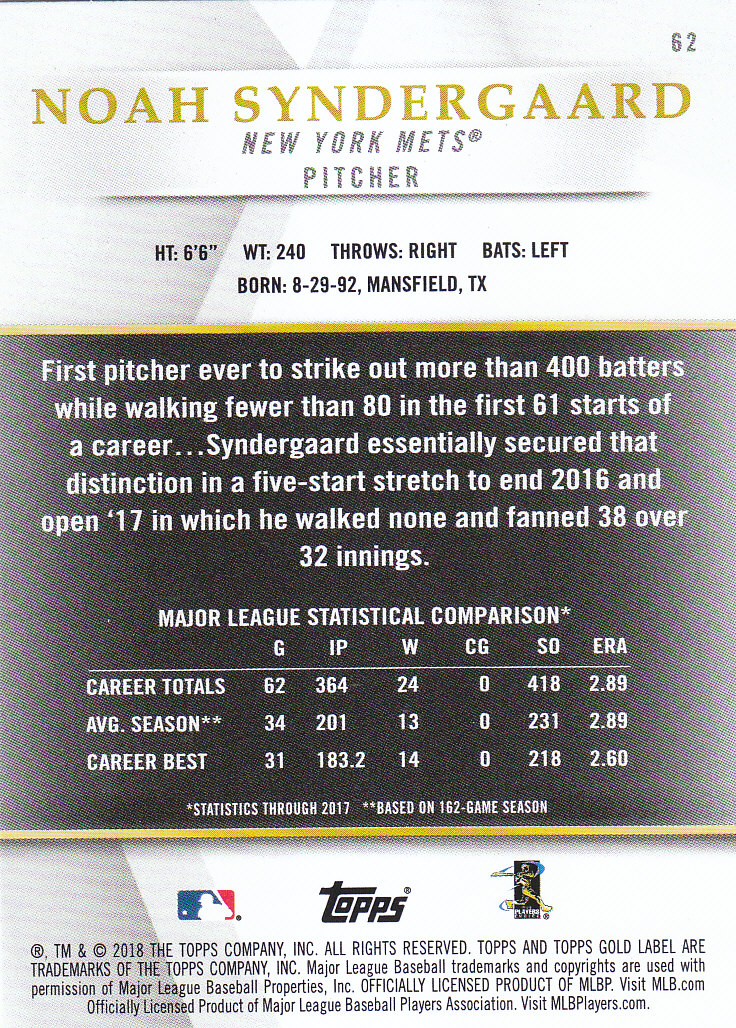 62
NOAH SYNDERGAARD
NEW YORK METS®
PITCHER
HT: 6'6" WT: 240 THROWS: RIGHT BATS: LEFT
BORN: 8-29-92, MANSFIELD, TX
First pitcher ever to strike out more than 400 batters
while walking fewer than 80 in the first 61 starts of
a career...Syndergaard essentially secured that
distinction in a five-start stretch to end 2016 and
open ‘17 in which he walked none and fanned 38 over
32 innings.
MAJOR LEAGUE STATISTICAL COMPARISON*
G IP W CG SO ERA
CAREER TOTALS 62 364 24 0 418 2.89
AVG. SEASON** 34 201 13 0 231 2.89
CAREER BEST 31 183.2 14 0 218 2.60
*STATISTICS THROUGH 2017 **BASED ON 162-GAME SEASON
Topps®
PLAYERS
®, TM & © 2018 THE TOPPS COMPANY, INC. ALL RIGHTS RESERVED. TOPPS AND TOPPS GOLD LABEL ARE
TRADEMARKS OF THE TOPPS COMPANY, INC. Major League Baseball trademarks and copyrights are used with
permission of Major League Baseball Properties, Inc. OFFICIALLY LICENSED PRODUCT OF MLBP. Visit MLB.com
Officially Licensed Product of Major League Baseball Players Association. Visit MLBPlayers.com.